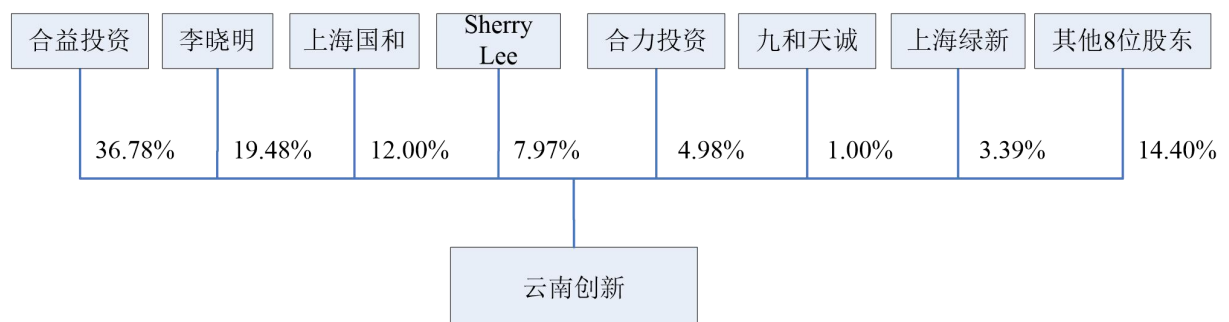 合益投资
李晓明
上海国和
Sherry
Lee
合力投资
九和天诚
上海绿新
其他8位股东
36.78%
19.48%
12.00%
7.97%
4.98%
1.00%
3.39%
14.40%
云南创新